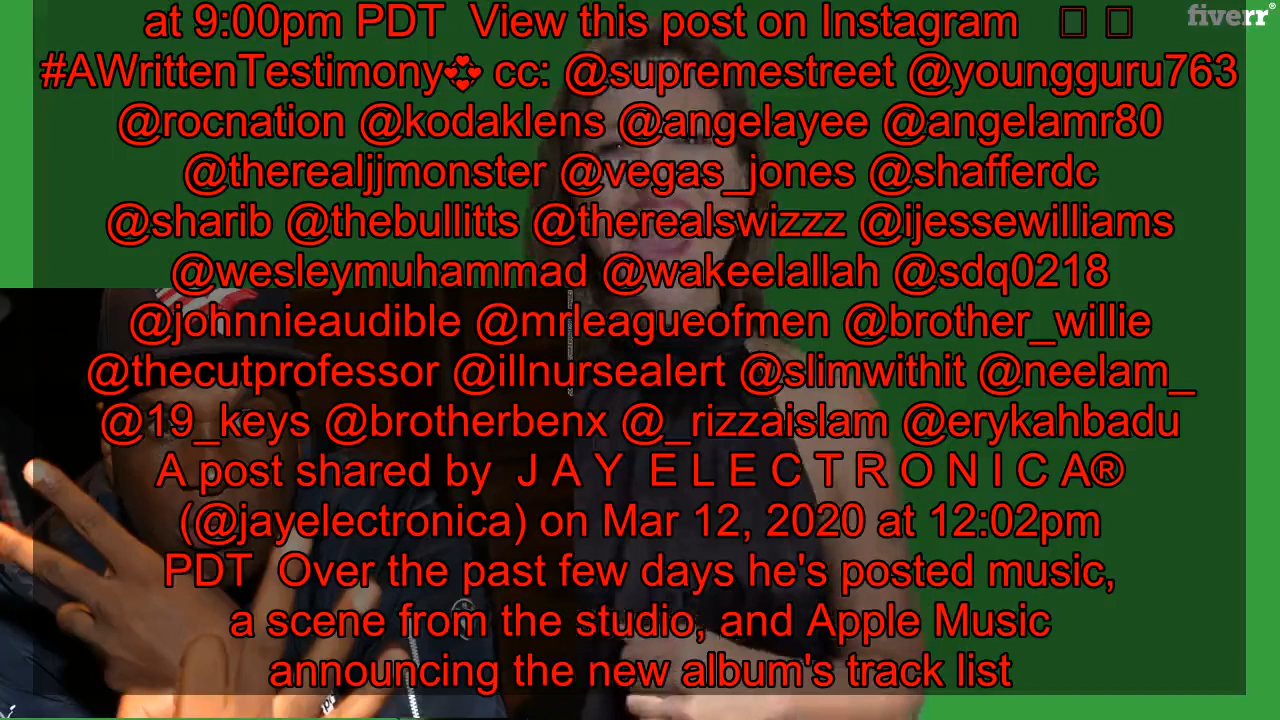 at 9:00pm PDT  View this post on Instagram
fiverr®
#AWrittenTestimony💞 cc: @supremestreet @youngguru763
@rocnation @kodaklens @angelayee @angelamr80
@therealjjmonster @vegas_jones @shafferdc
@sharib @thebullitts @therealswizzz @ijessewilliams
@wesleymuhammad @wakeelallah @sdq0218
@johnnieaudible @mrleagueofmen @brother_willie
@thecutprofessor @illnursealert @slimwithit @neelam_
@19_keys @brotherbenx @_rizzaislam @erykahbadu
A post shared by  J A Y  E L E C T R O N I C A®
(@jayelectronica) on Mar 12, 2020 at 12:02pm
PDT  Over the past few days he's posted music,
a scene from the studio, and Apple Music
announcing the new album's track list